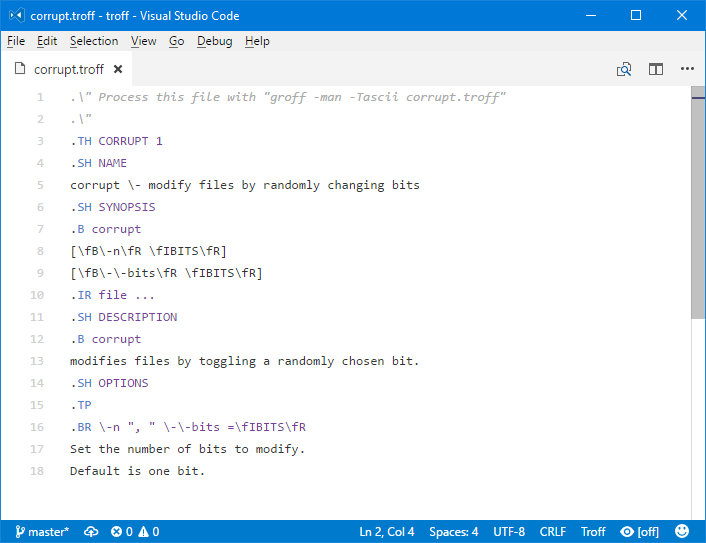 corrupt.troff - troff - Visual Studio Code
File Edit Selection View Go Debug Help
corrupt.troff
1 .\" Process this file with "groff -man -Tascii corrupt.troff"
2 .\"
3 .TH CORRUPT 1
4 .SH NAME
5 corrupt \- modify files by randomly changing bits
6 .SH SYNOPSIS
7 .B corrupt
8 [\fB\-n\fR \fIBITS\fR]
9 [\fB\-\-bits\fR \fIBITS\fR]
10 .IR file ...
11 .SH DESCRIPTION
12 .B corrupt
13 modifies files by toggling a randomly chosen bit.
14 .SH OPTIONS
15 .TP
16 .BR \-n ", " \-\-bits =\fIBITS\fR
17 Set the number of bits to modify.
18 Default is one bit.
master* 0 0 Ln 2, Col 4 Spaces: 4 UTF-8 CRLF Troff [off]